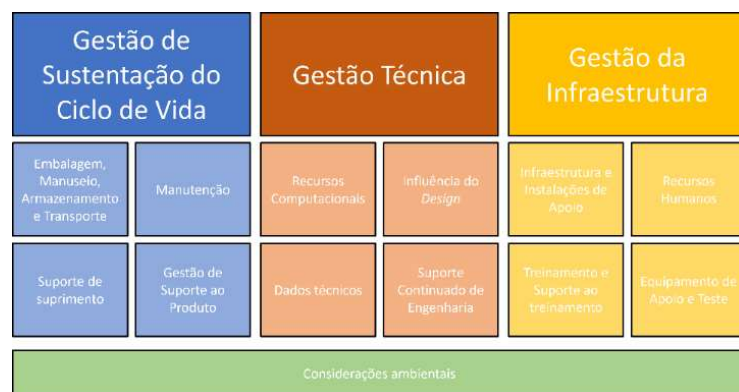 Gestão de
Sustentação do
Ciclo de Vida
Gestão Técnica
Gestão da
Infraestrutura
Embalagem,
Manuseio,
Armazenamento
e Transporte
Manutenção
Recursos
Computacionais
Influência do
Design
Infraestrutura e
Instalações de
Apoio
Recursos
Humanos
Suporte de
suprimento
Gestão de
Suporte ao
Produto
Dados técnicos
Suporte
Continuado de
Engenharia
Treinamento e
Suporte ao
treinamento
Equipamento de
Apoio e Teste
Considerações ambientais